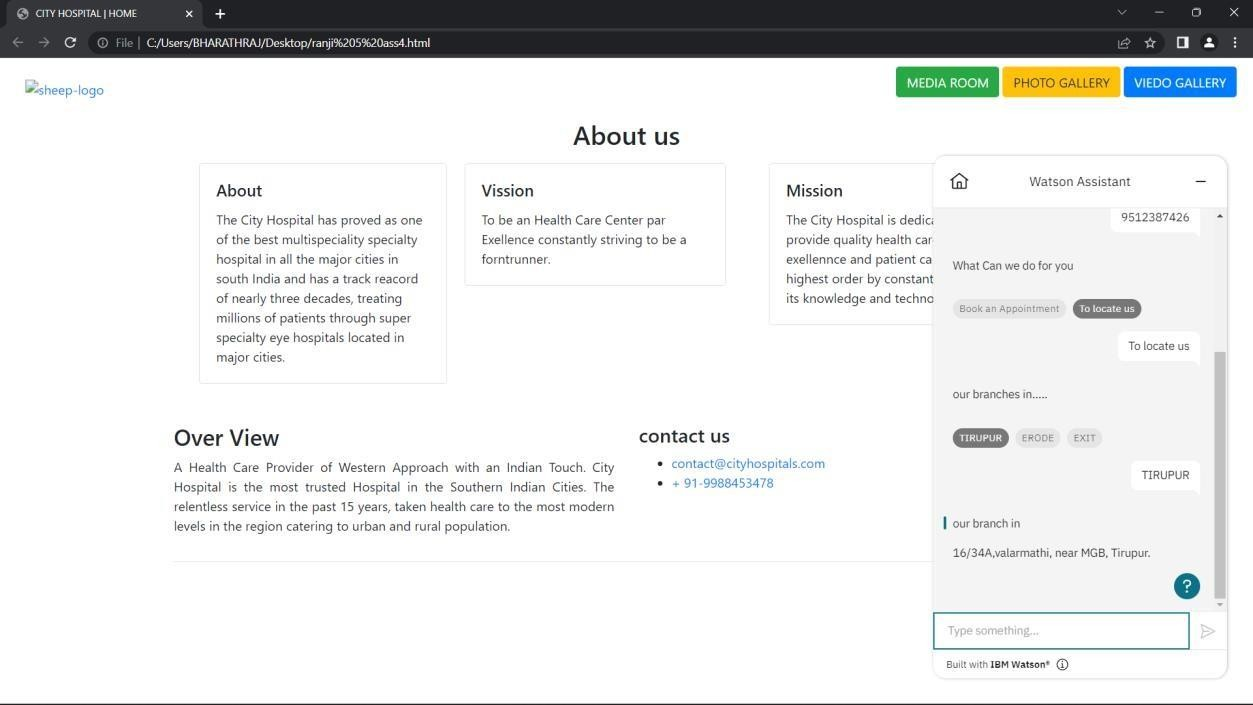 CITY HOSPITAL | HOME
File | C:/Users/BHARATHRAJ/Desktop/ranji%205%20ass4.html
sheep-logo
MEDIA ROOM
PHOTO GALLERY
VIEDO GALLERY
About us
About
The City Hospital has proved as one
of the best multispeciality specialty
hospital in all the major cities in
south India and has a track reacord
of nearly three decades, treating
millions of patients through super
specialty eye hospitals located in
major cities.
Vission
To be an Health Care Center par
Exellence constantly striving to be a
forntrunner.
Mission
The City Hospital is dedica
provide quality health car
exellennce and patient ca
highest order by constant
its knowledge and techno
Over View
A Health Care Provider of Western Approach with an Indian Touch. City
Hospital is the most trusted Hospital in the Southern Indian Cities. The
relentless service in the past 15 years, taken health care to the most modern
levels in the region catering to urban and rural population.
contact us
contact@cityhospitals.com
+ 91-9988453478
Watson Assistant
9512387426
What Can we do for you
Book an Appointment
To locate us
To locate us
our branches in.....
TIRUPUR
ERODE
EXIT
TIRUPUR
our branch in
16/34A,valarmathi, near MGB, Tirupur.
?
Type something...
Built with IBM Watson®